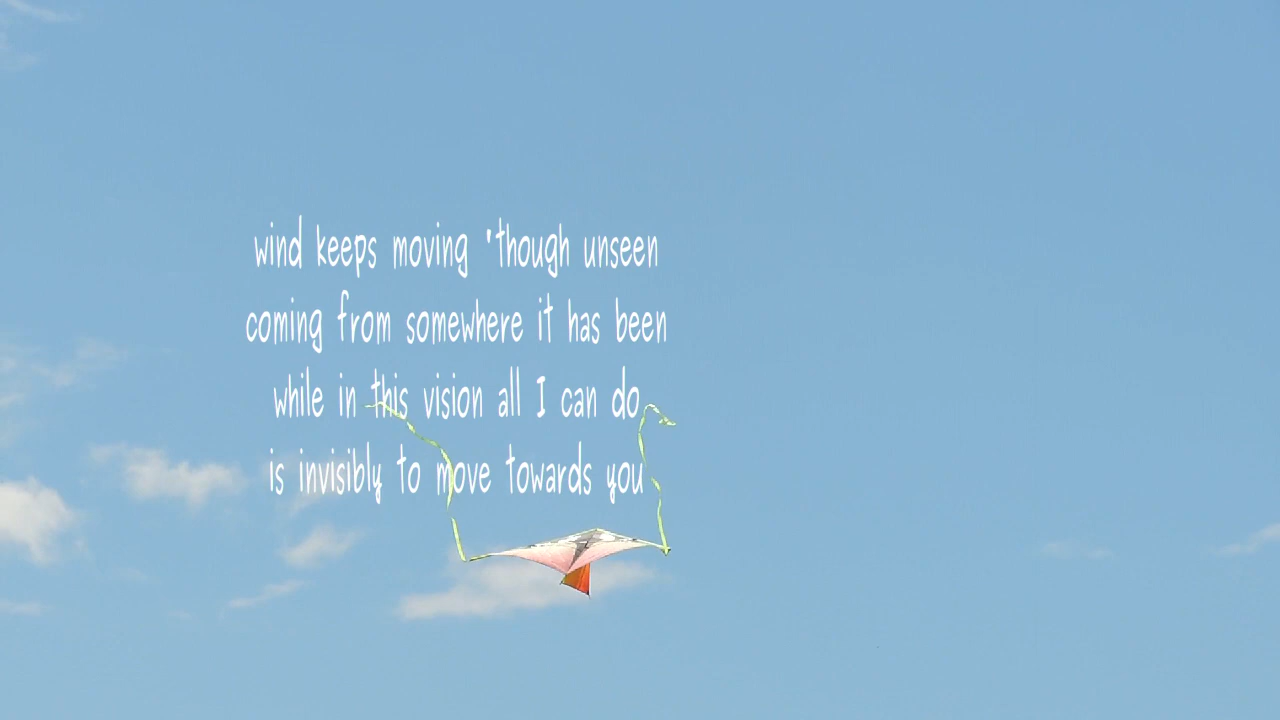 wind keeps moving 'though unseen
coming from somewhere it has been
while in this vision all I can do
is invisibly to move towards you